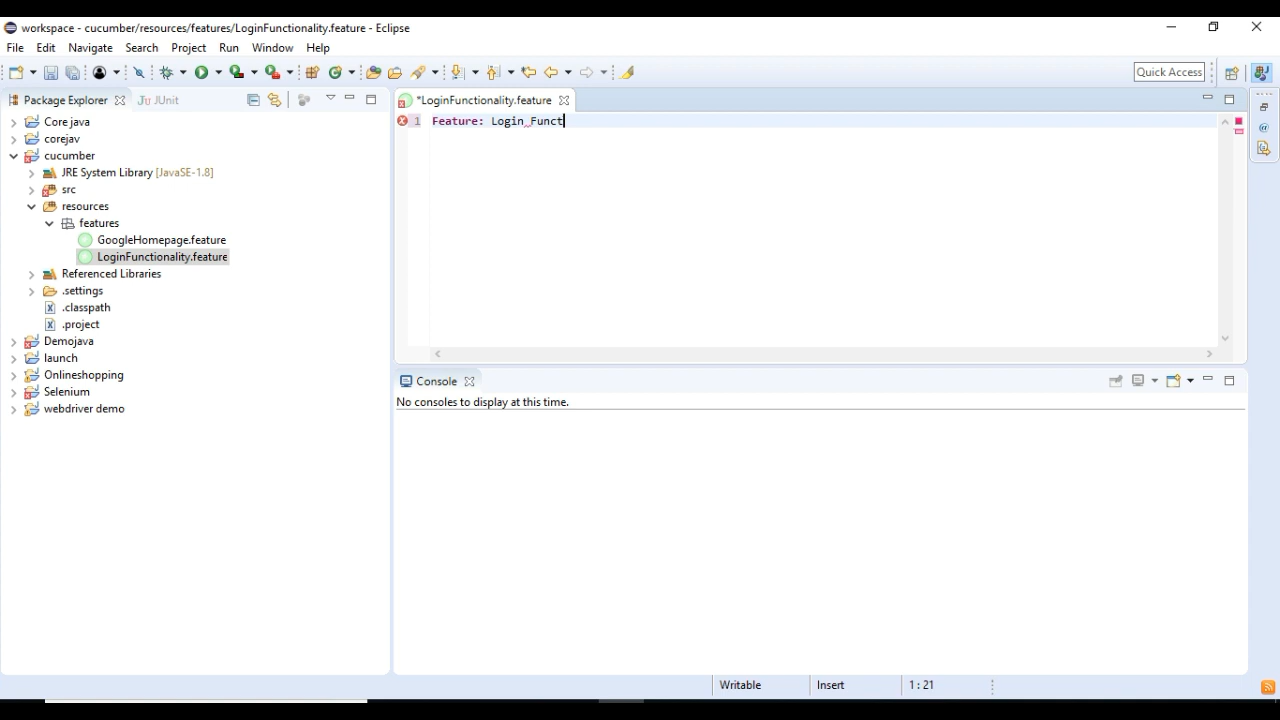 workspace - cucumber/resources/features/LoginFunctionality.feature - Eclipse
File Edit Navigate Search Project Run Window Help
Quick Access
Package Explorer JUnit
*LoginFunctionality.feature
Core java
corejav
cucumber
JRE System Library [JavaSE-1.8]
src
resources
features
GoogleHomepage.feature
LoginFunctionality.feature
Referenced Libraries
.settings
.classpath
.project
Demojava
launch
Onlineshopping
Selenium
webdriver demo
1 Feature: Login Funct
Console
No consoles to display at this time.
Writable Insert 1 : 21